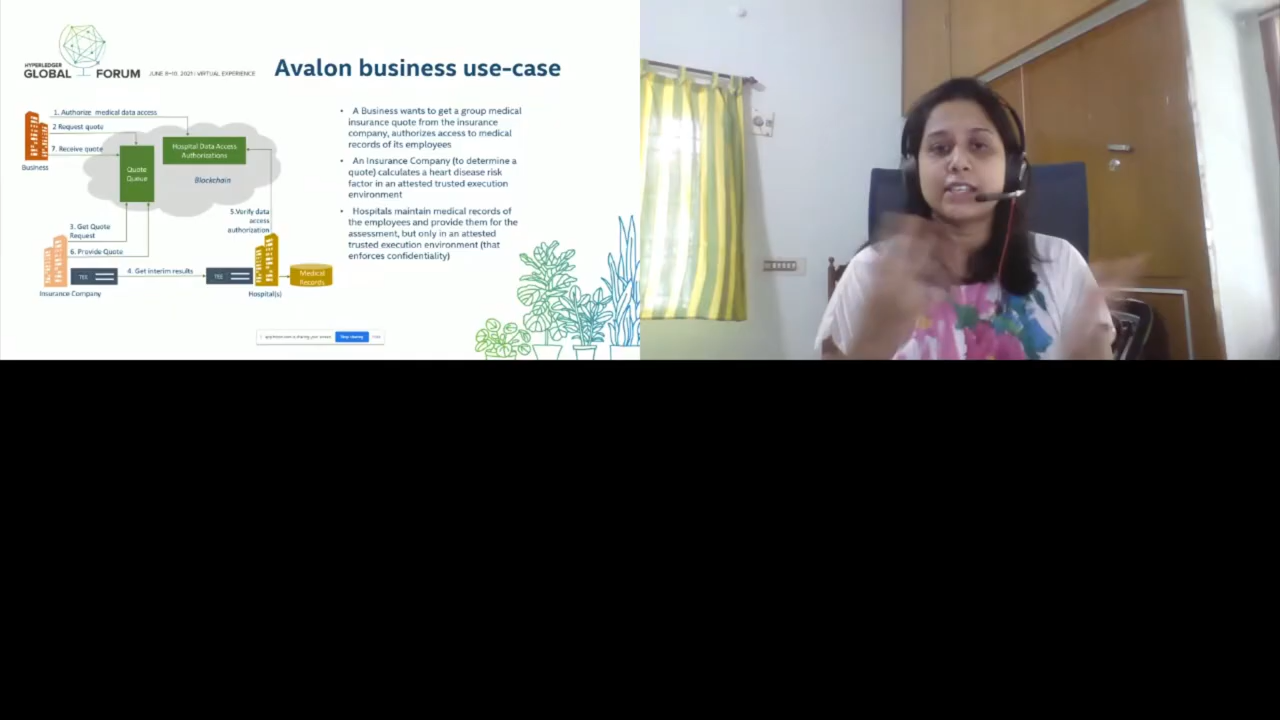 HYPERLEDGER
GLOBAL FORUM
JUNE 8–10, 2021 | VIRTUAL EXPERIENCE
Avalon business use-case
1. Authorize medical data access
2 Request quote
7. Receive quote
Business
Quote
Queue
Hospital Data Access
Authorizations
Blockchain
3. Get Quote
Request
6. Provide Quote
5.Verify data
access
authorization
4. Get interim results
TEE
TEE
Medical
Records
Insurance Company
Hospital(s)
• A Business wants to get a group medical
insurance quote from the insurance
company, authorizes access to medical
records of its employees
• An Insurance Company (to determine a
quote) calculates a heart disease risk
factor in an attested trusted execution
environment
• Hospitals maintain medical records of
the employees and provide them for the
assessment, but only in an attested
trusted execution environment (that
enforces confidentiality)
is sharing your screen.
Stop sharing
Hide